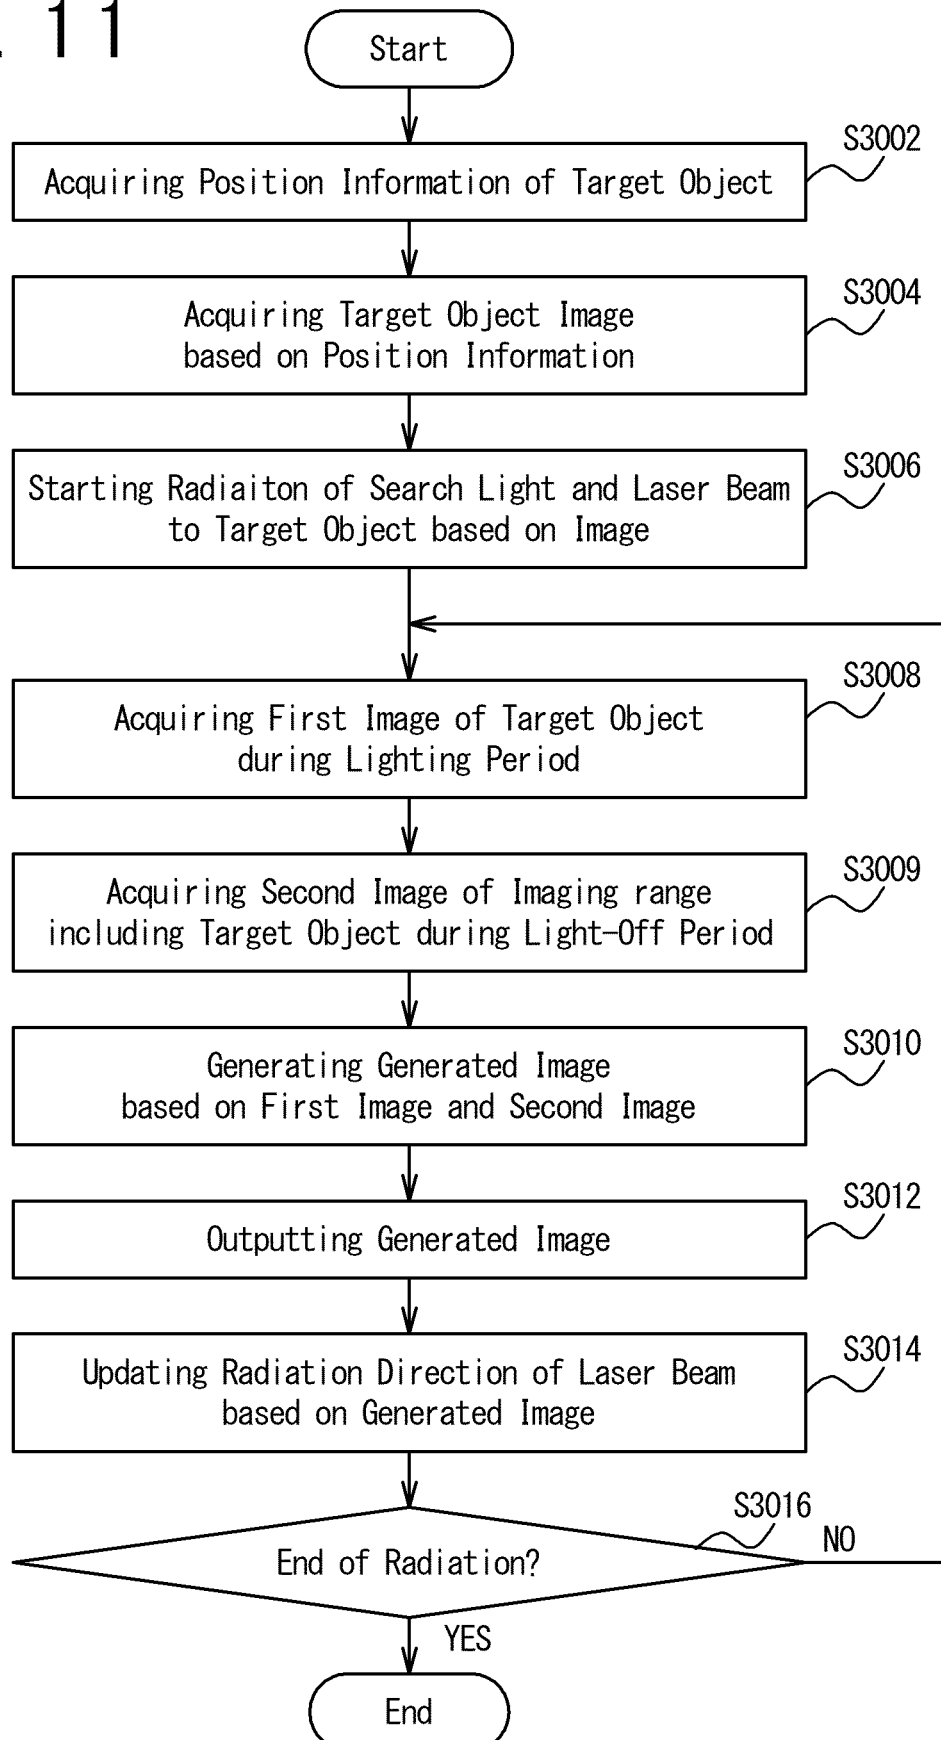 . 11
Start
S3002
Acquiring Position Information of Target Object
S3004
Acquiring Target Object Image
based on Position Information
S3006
Starting Radiaiton of Search Light and Laser Beam
to Target Object based on Image
S3008
Acquiring First Image of Target Object
during Lighting Period
S3009
Acquiring Second Image of Imaging range
including Target Object during Light-Off Period
S3010
Generating Generated Image
based on First Image and Second Image
S3012
Outputting Generated Image
S3014
Updating Radiation Direction of Laser Beam
based on Generated Image
S3016
End of Radiation?
NO
YES
End